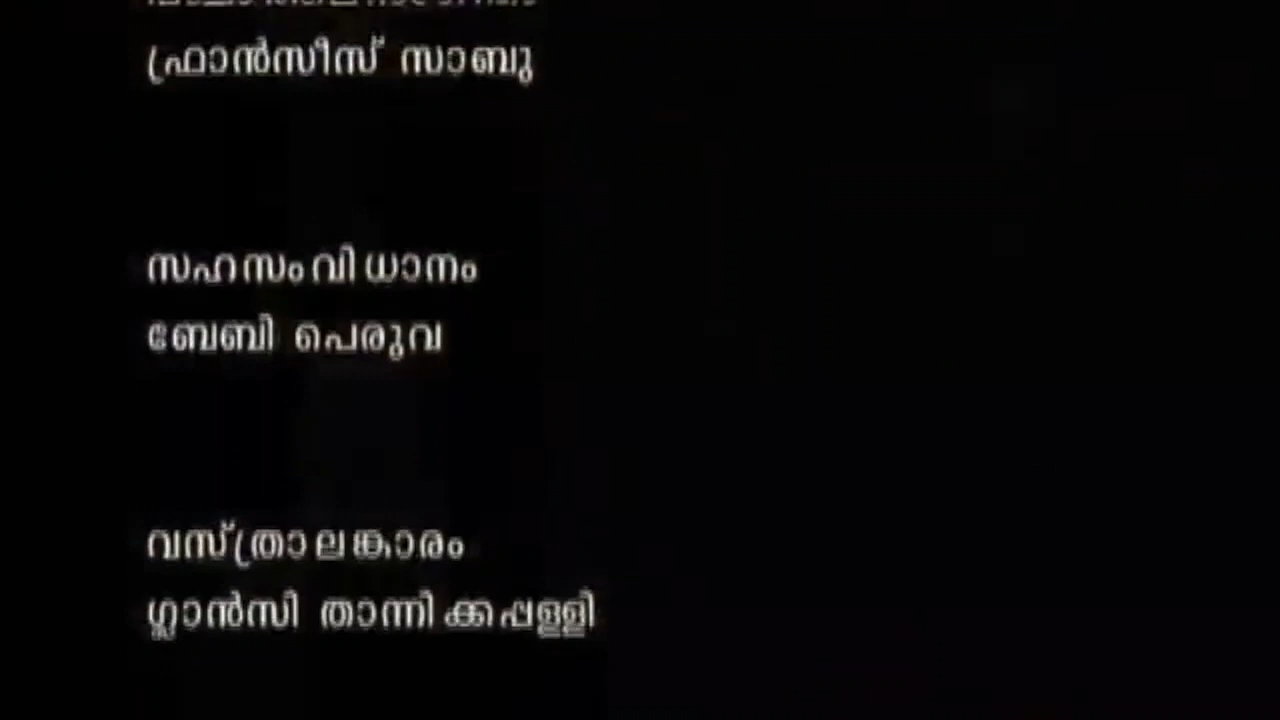 ഫ്രാൻസീസ് സാബു
സഹസംവിധാനം
ബേബി പെരുവ
വസ്ത്രാലങ്കാരം
ഗ്ലാൻസി താന്നിക്കപ്പള്ളി